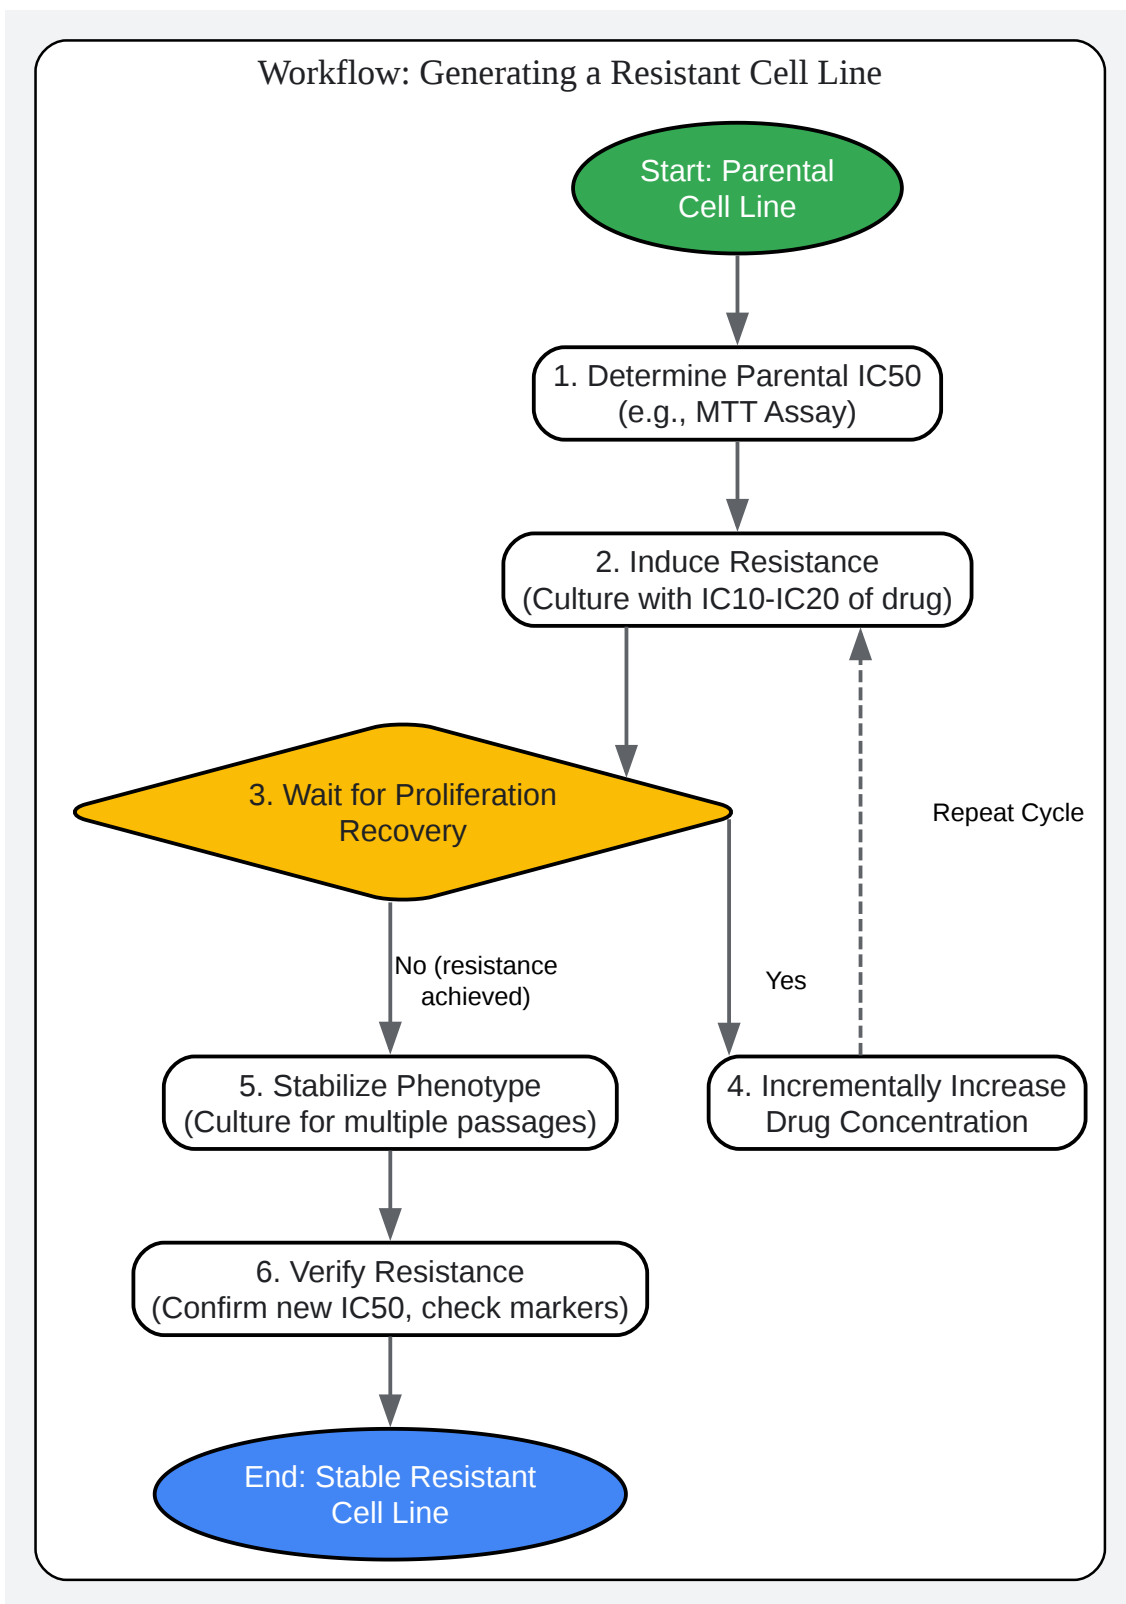 Workflow: Generating a Resistant Cell Line
Start: Parental
Cell Line
1. Determine Parental IC50
(e.g., MTT Assay)
2. Induce Resistance
(Culture with IC10-IC20 of drug)
3. Wait for Proliferation
Recovery
Repeat Cycle
No (resistance
achieved)
Yes
5. Stabilize Phenotype
(Culture for multiple passages)
4. Incrementally Increase
Drug Concentration
6. Verify Resistance
(Confirm new IC50, check markers)
End: Stable Resistant
Cell Line